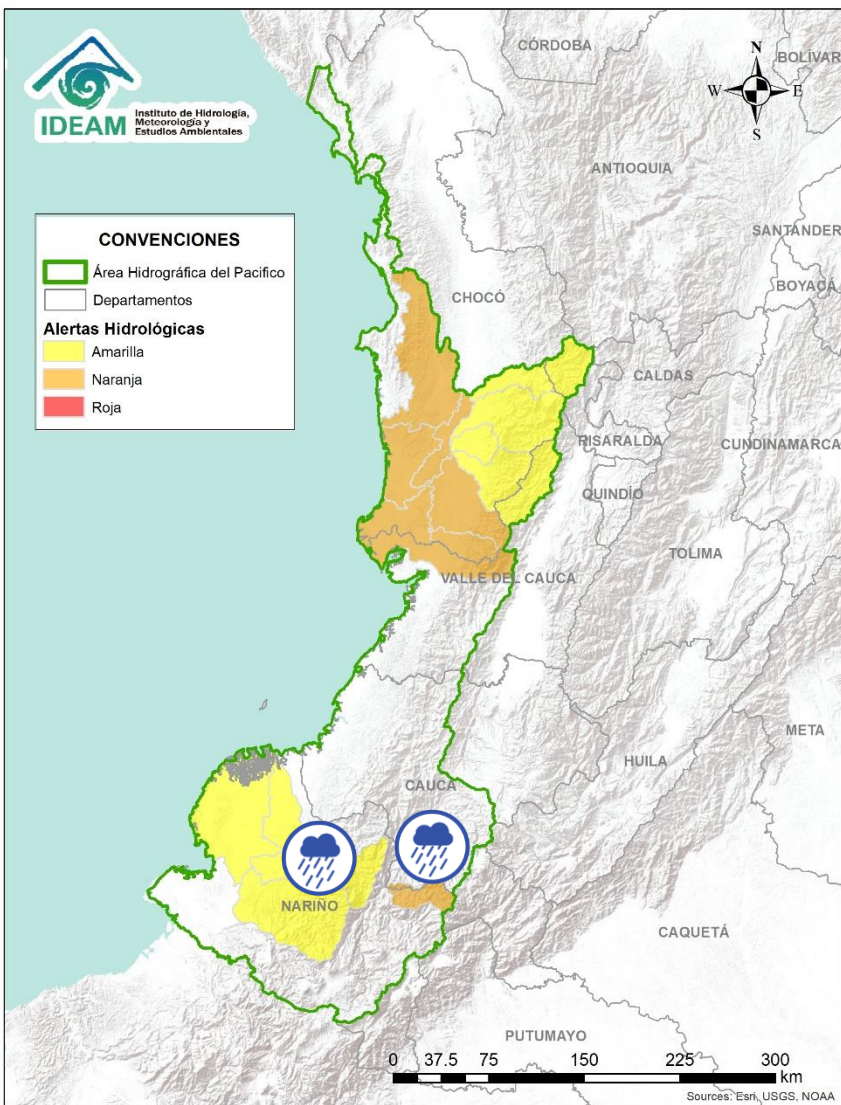 IDEAM
Instituto de Hidrología,
Meteorología y
Estudios Ambientales
N
W
E
S
CÓRDOBA
BOLÍVAR
ANTIOQUIA
SANTANDER
BOYACÁ
CHOCÓ
CALDAS
RISARALDA
CUNDINAMARCA
QUINDÍO
TOLIMA
VALLE DEL CAUCA
META
HUILA
CAUCA
NARIÑO
CAQUETÁ
PUTUMAYO
CONVENCIONES
Área Hidrográfica del Pacifico
Departamentos
Alertas Hidrológicas
Amarilla
Naranja
Roja
0 37.5 75 150 225 300
km
Sources: Esri, USGS, NOAA